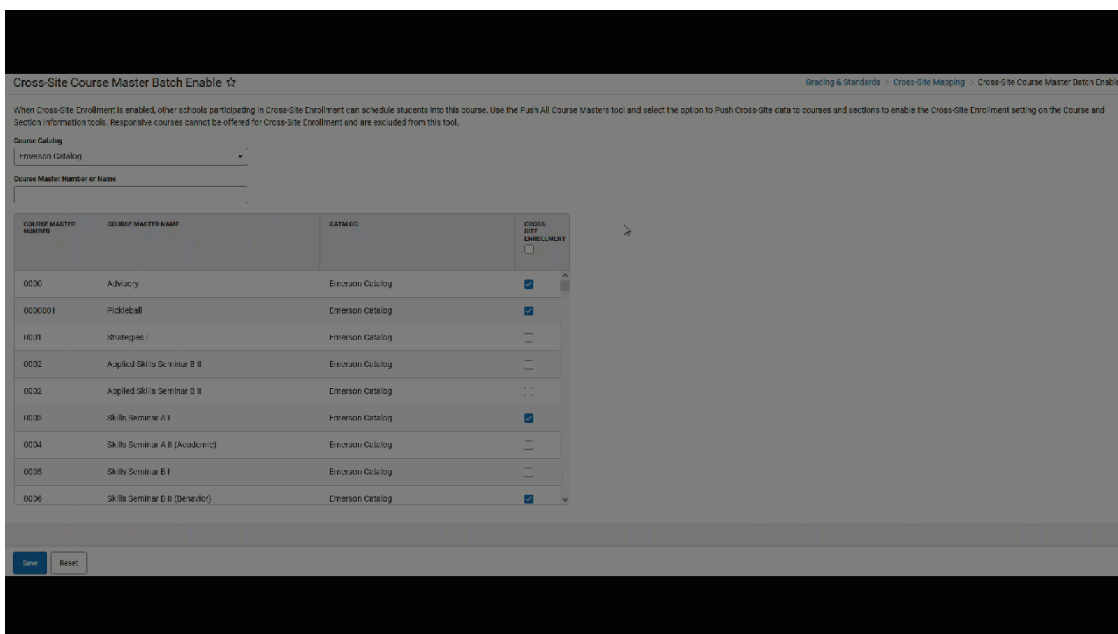 Cross-Site Course Master Batch Enable ☆
Grading & Standards > Cross-Site Mapping > Cross-Site Course Master Batch Enable
When Cross-Site Enrollment is enabled, other schools participating in Cross-Site Enrollment can schedule students into this course. Use the Push All Course Masters tool and select the option to Push Cross-Site data to courses and sections to enable the Cross-Site Enrollment setting on the Course and
Section Information tools. Responsive courses cannot be offered for Cross-Site Enrollment and are excluded from this tool.
Course Catalog
Emerson Catalog
Course Master Number or Name
COURSE MASTER NUMBER COURSE MASTER NAME CATALOG CROSS-SITE ENROLLMENT
0000 Advisory Emerson Catalog
0000001 Pickleball Emerson Catalog
0001 Strategies I Emerson Catalog
0002 Applied Skills Seminar B II Emerson Catalog
0002 Applied Skills Seminar B II Emerson Catalog
0003 Skills Seminar A I Emerson Catalog
0004 Skills Seminar A II (Academic) Emerson Catalog
0005 Skills Seminar B I Emerson Catalog
0006 Skills Seminar B II (Behavior) Emerson Catalog
Save Reset